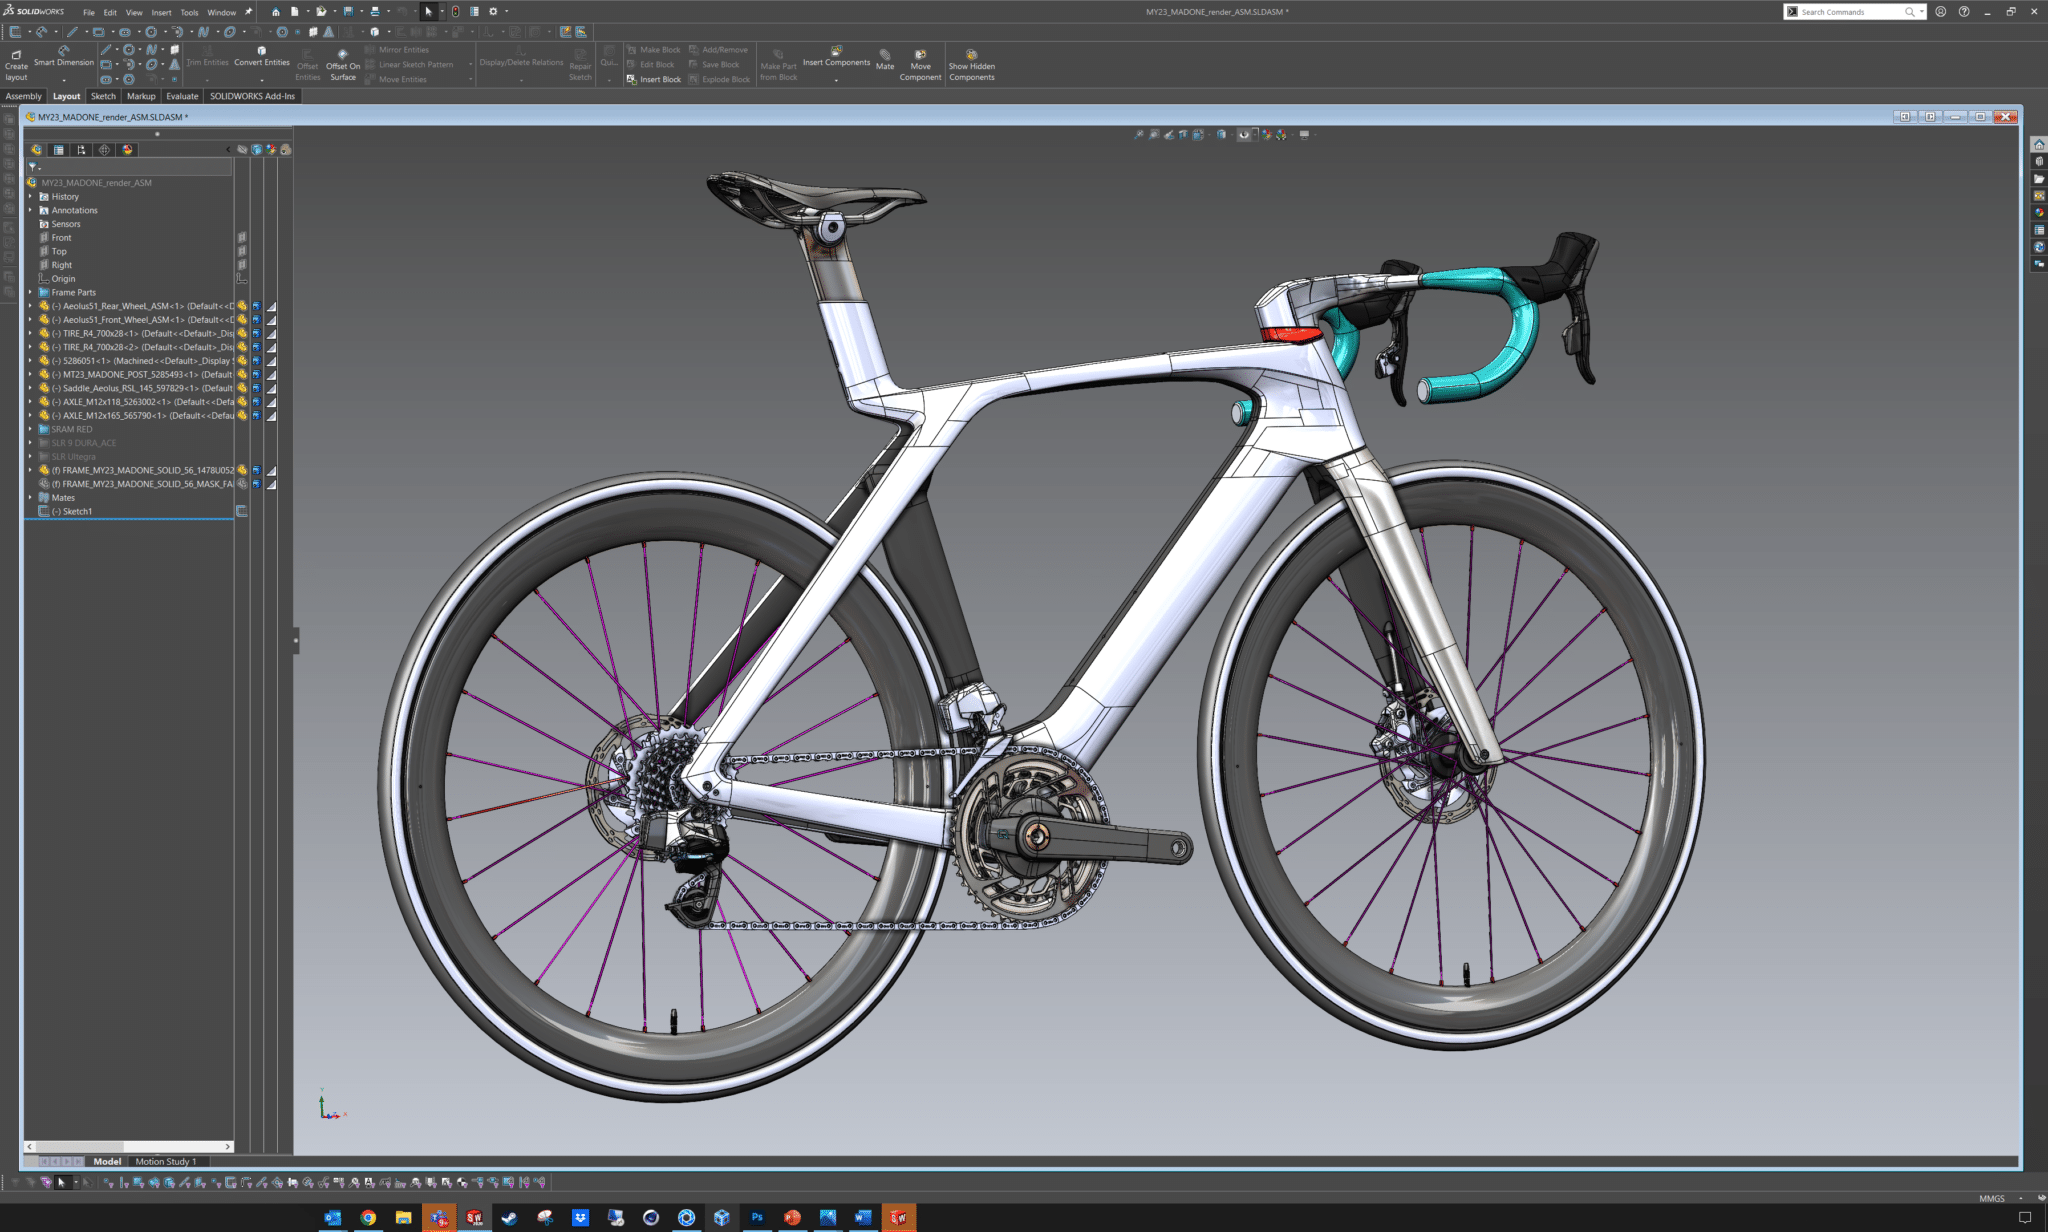 SOLIDWORKS File Edit View Insert Tools Window
MY23_MADONE_render_ASM.SLDASM *
Search Commands
Create layout
Smart Dimension
Trim Entities
Convert Entities
Offset Entities
Offset On Surface
Mirror Entities
Linear Sketch Pattern
Move Entities
Display/Delete Relations
Repair Sketch
Qui...
Make Block
Edit Block
Insert Block
Add/Remove
Save Block
Explode Block
Make Part from Block
Insert Components
Mate
Move Component
Show Hidden Components
Assembly Layout Sketch Markup Evaluate SOLIDWORKS Add-Ins
MY23_MADONE_render_ASM.SLDASM *
MY23_MADONE_render_ASM
History
Annotations
Sensors
Front
Top
Right
Origin
Frame Parts
(-) Aeolus51_Rear_WheeL_ASM<1> (Default<<D
(-) Aeolus51_Front_Wheel_ASM<1> (Default<<D
(-) TIRE_R4_700x28<1> (Default<<Default>_Disp
(-) TIRE_R4_700x28<2> (Default<<Default>_Disp
(-) 5286051<1> (Machined<<Default>_Display S
(-) MT23_MADONE_POST_5285493<1> (Default
(-) Saddle_Aeolus_RSL_145_597829<1> (Default
(-) AXLE_M12x118_5263002<1> (Default<<Defa
(-) AXLE_M12x165_565790<1> (Default<<Defau
SRAM RED
SLR 9 DURA_ACE
SLR Ultegra
(f) FRAME_MY23_MADONE_SOLID_56_1478U052
(f) FRAME_MY23_MADONE_SOLID_56_MASK_FA
Mates
(-) Sketch1
Model Motion Study 1
MMGS